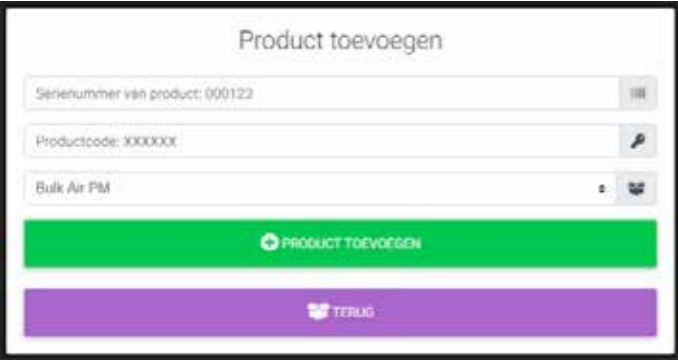 Product toevoegen
Serienummer van product: 000123
Productcode: XXXXXX
Bulk Air PM
PRODUCT TOEVOEGEN
TERUG